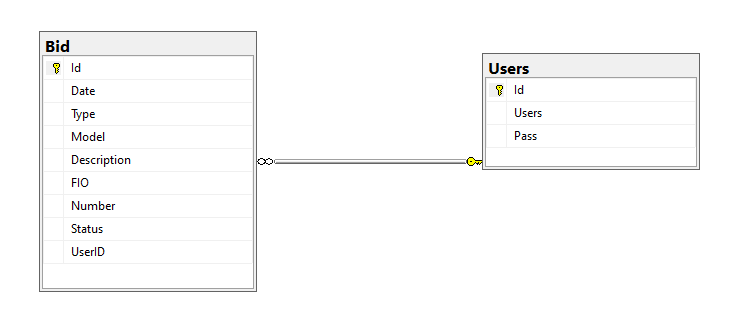 Bid
Id
Date
Type
Model
Description
FIO
Number
Status
UserID
Users
Id
Users
Pass